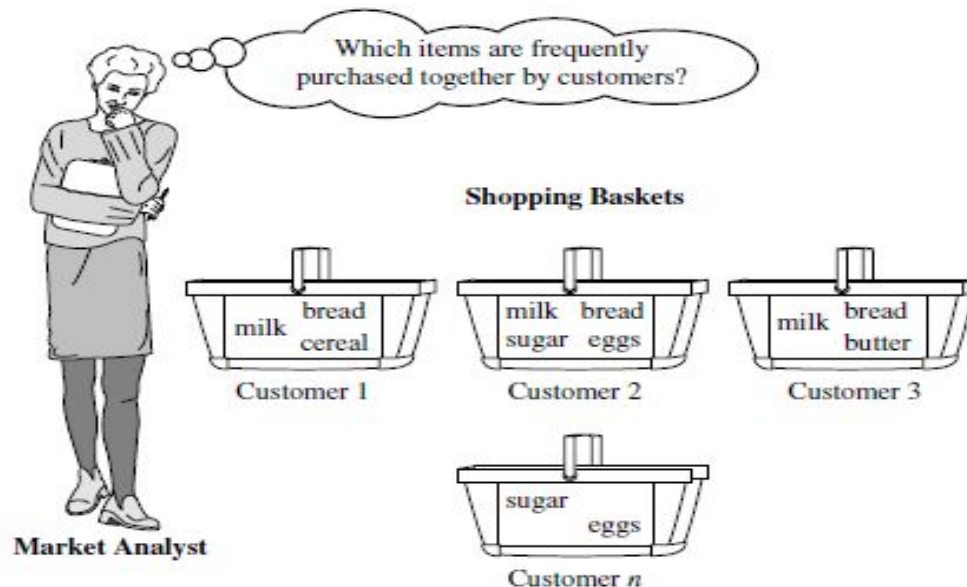 Which items are frequently
purchased together by customers?
Shopping Baskets
milk bread
cereal
Customer 1
milk bread
sugar eggs
Customer 2
milk bread
butter
Customer 3
sugar
eggs
Customer n
Market Analyst